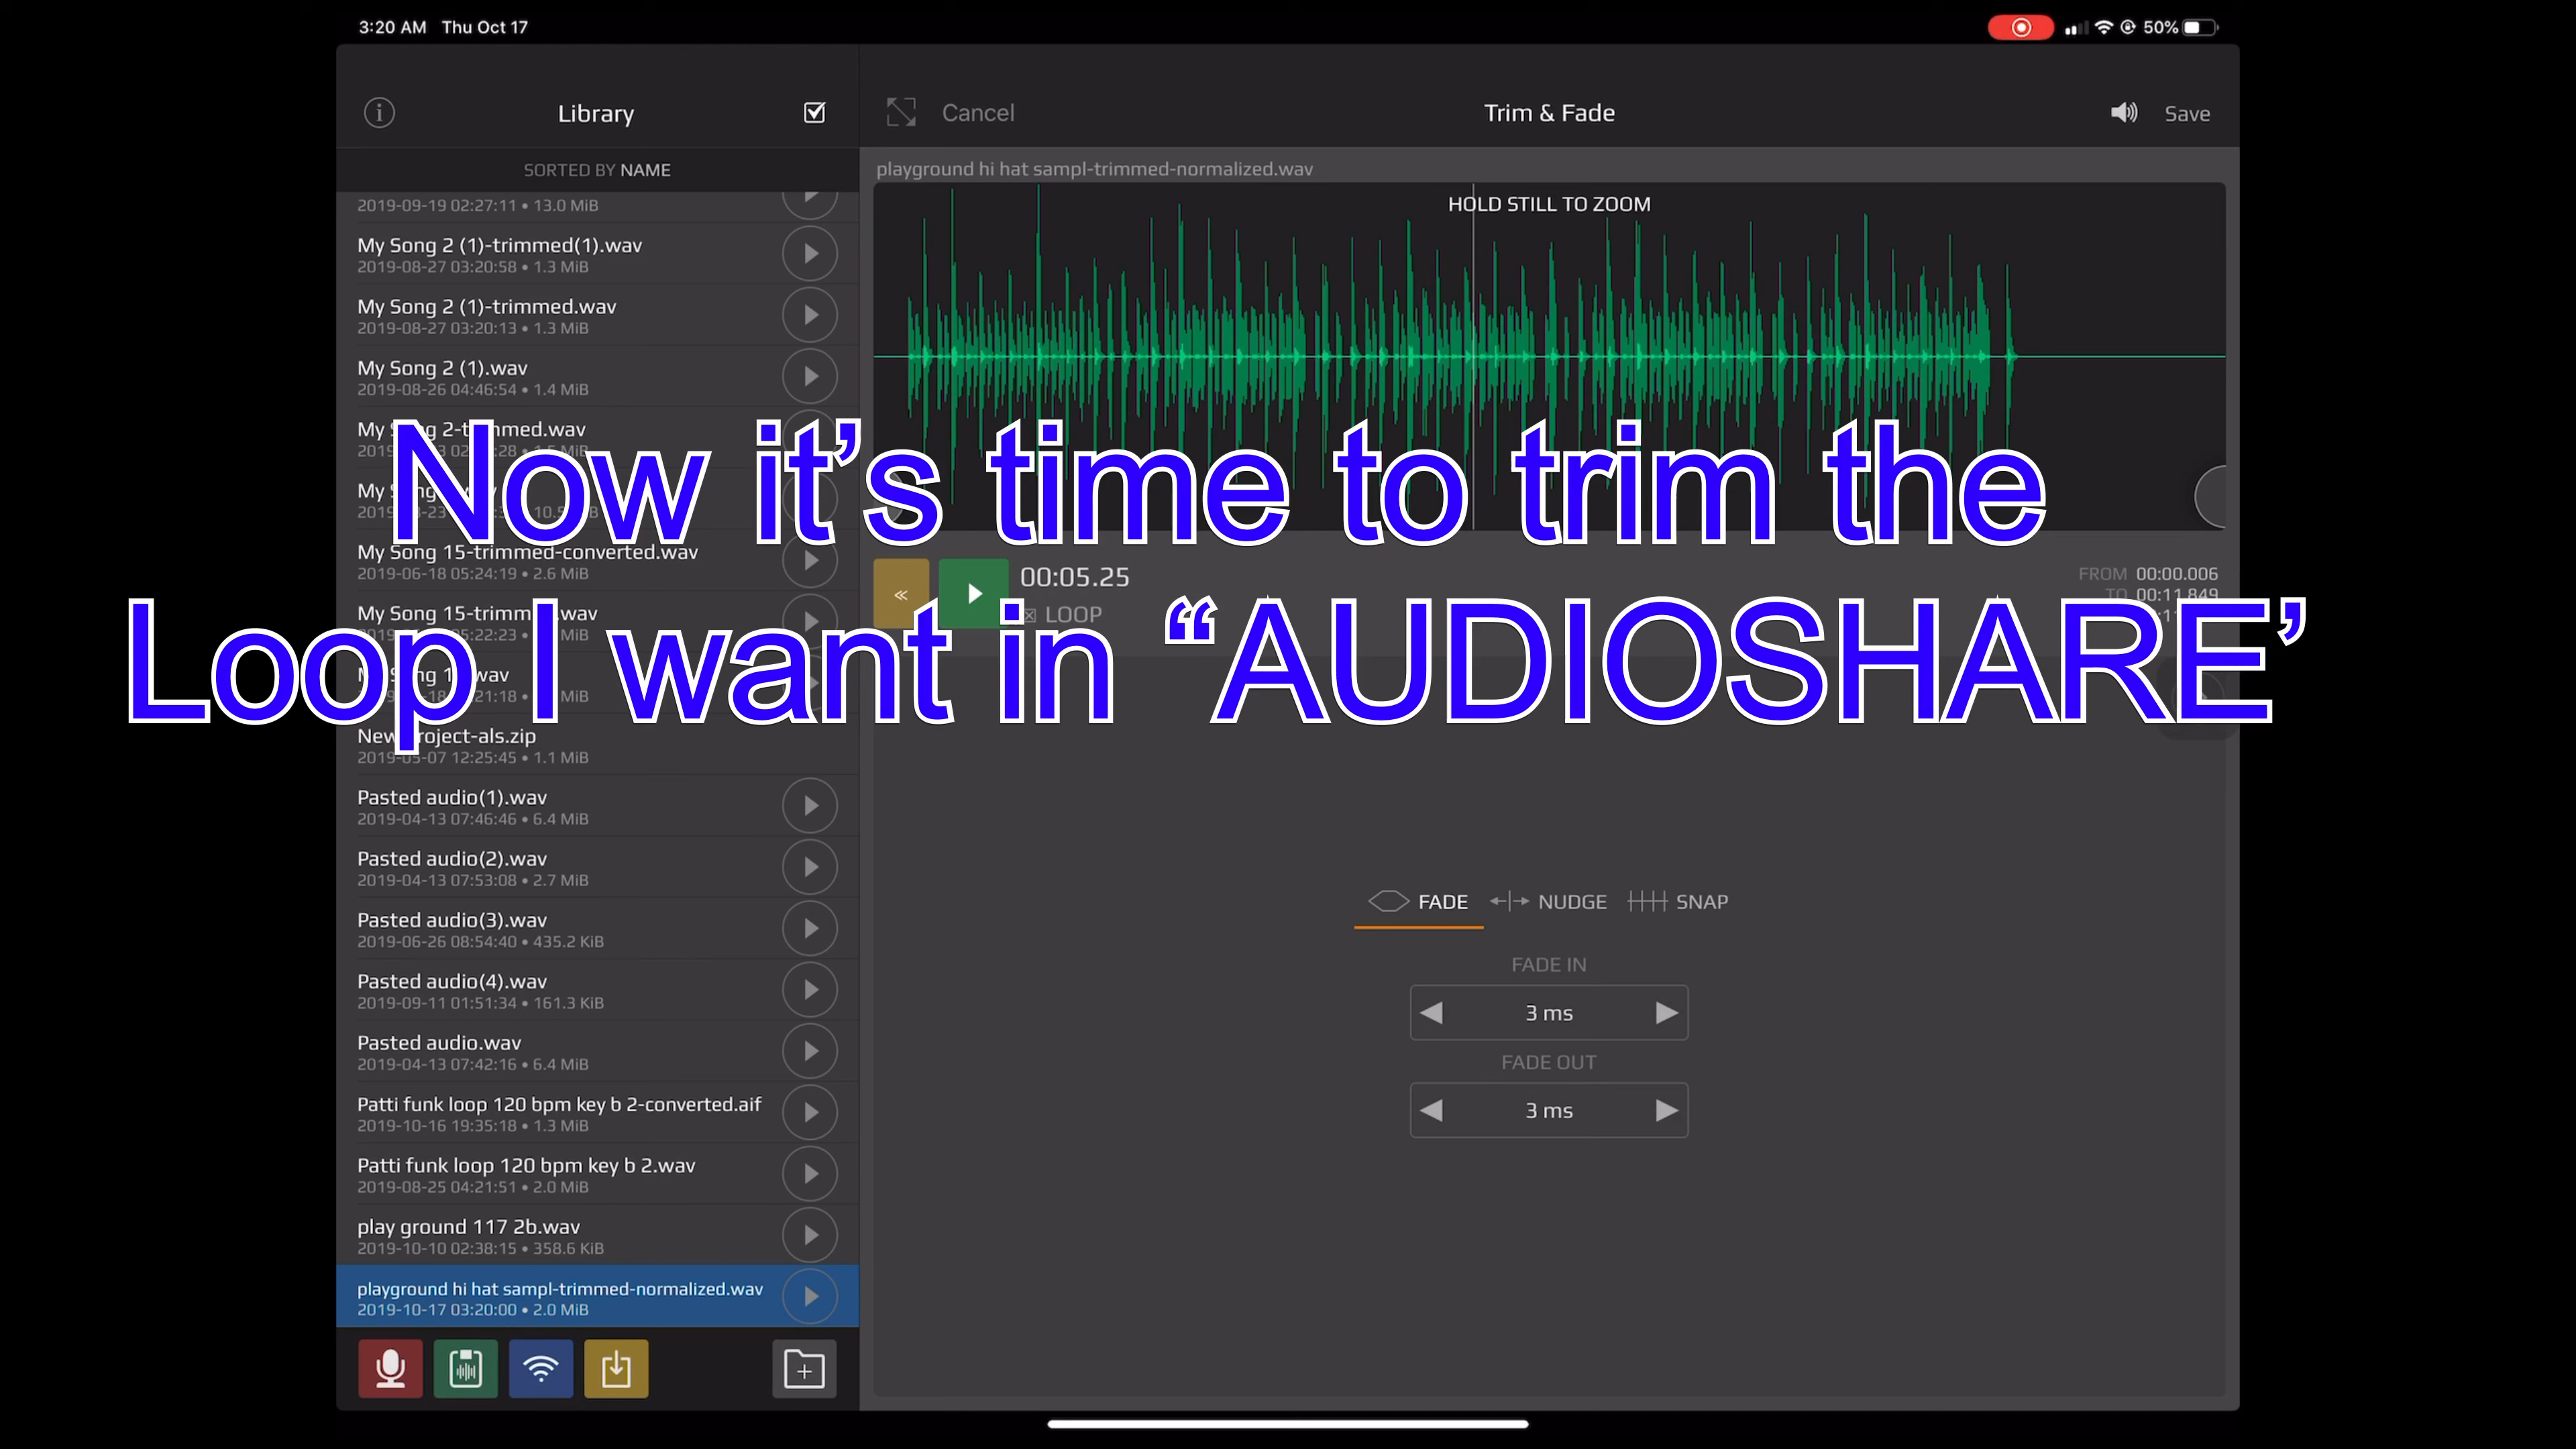 3:20 AM Thu Oct 17
50%
Library
SORTED BY NAME
2019-09-19 02:27:11 • 13.0 MiB
My Song 2 (1)-trimmed(1).wav
2019-08-27 03:20:58 • 1.3 MiB
My Song 2 (1)-trimmed.wav
2019-08-27 03:20:13 • 1.3 MiB
My Song 2 (1).wav
2019-08-26 04:46:54 • 1.4 MiB
My Song 15-trimmed-converted.wav
2019-06-18 05:24:19 • 2.6 MiB
2019-05-07 12:25:45 • 1.1 MiB
Pasted audio(1).wav
2019-04-13 07:46:46 • 6.4 MiB
Pasted audio(2).wav
2019-04-13 07:53:08 • 2.7 MiB
Pasted audio(3).wav
2019-06-26 08:54:40 • 435.2 KiB
Pasted audio(4).wav
2019-09-11 01:51:34 • 161.3 KiB
Pasted audio.wav
2019-04-13 07:42:16 • 6.4 MiB
Patti funk loop 120 bpm key b 2-converted.aif
2019-10-16 19:35:18 • 1.3 MiB
Patti funk loop 120 bpm key b 2.wav
2019-08-25 04:21:51 • 2.0 MiB
play ground 117 2b.wav
2019-10-10 02:38:15 • 358.6 KiB
playground hi hat sampl-trimmed-normalized.wav
2019-10-17 03:20:00 • 2.0 MiB
Cancel
Trim & Fade
Save
playground hi hat sampl-trimmed-normalized.wav
HOLD STILL TO ZOOM
Now it’s time to trim the
Loop I want in “AUDIOSHARE’
00:05.25
LOOP
FROM 00:00.006
TO 00:11.849
FADE
NUDGE
SNAP
FADE IN
3 ms
FADE OUT
3 ms